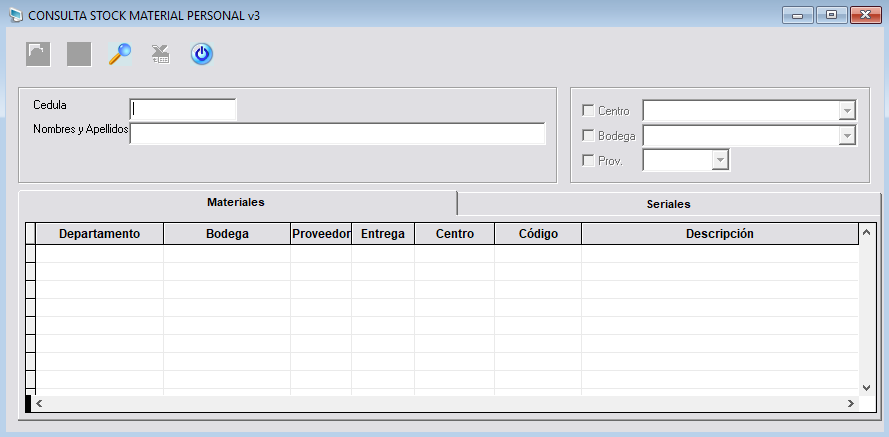 CONSULTA STOCK MATERIAL PERSONAL v3
Cedula
Nombres y Apellidos
Centro
Bodega
Prov.
Materiales Seriales
Departamento Bodega Proveedor Entrega Centro Código Descripción